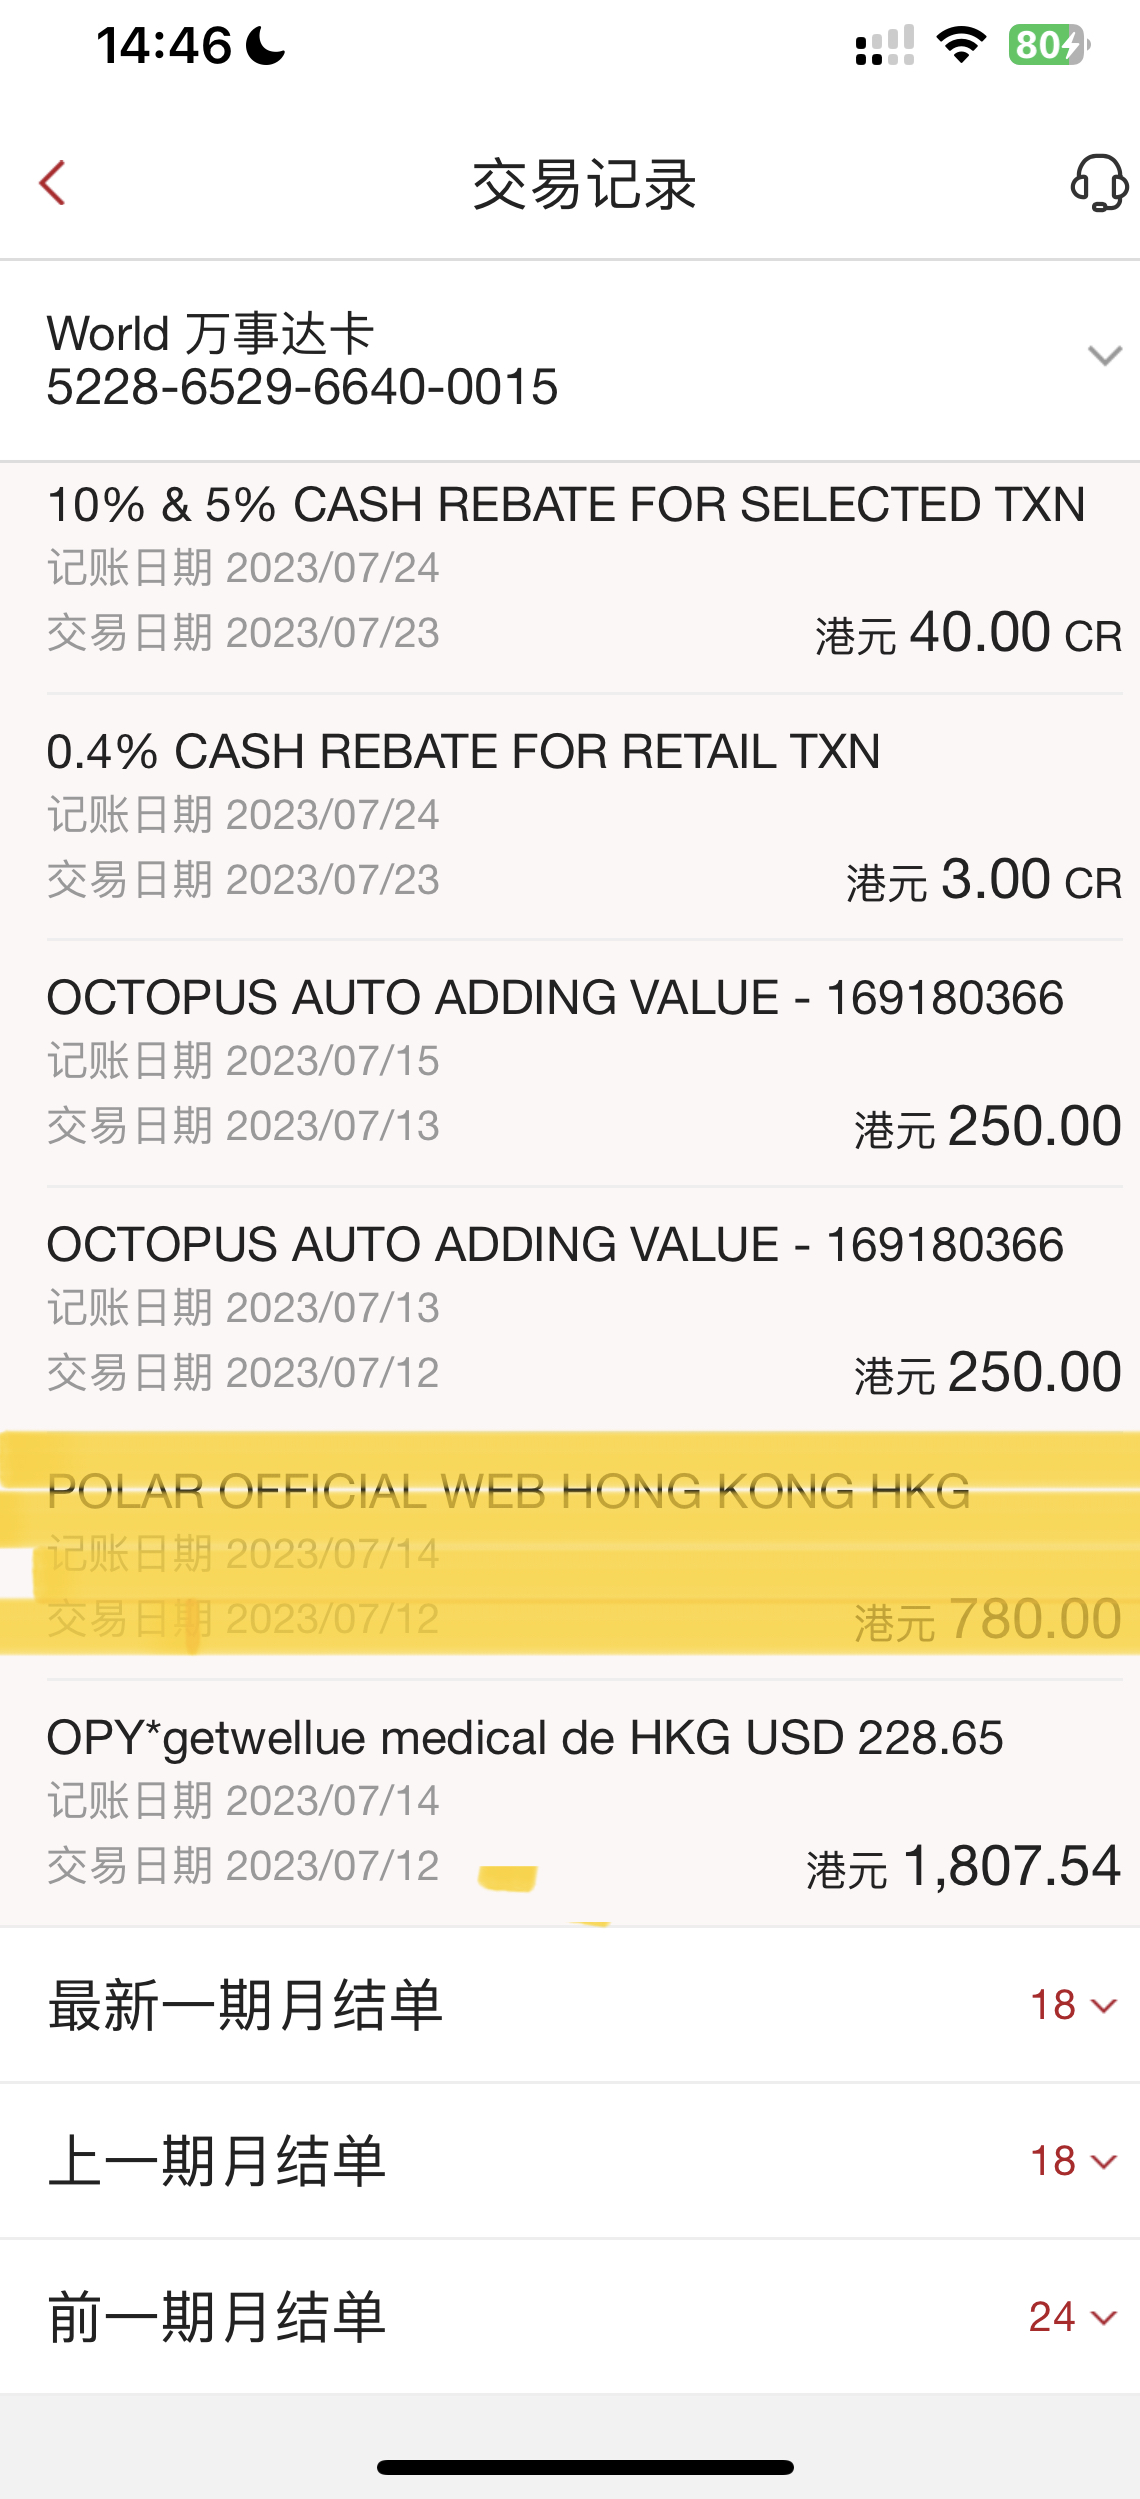 14:46
80
交易记录
World 万事达卡
5228-6529-6640-0015
10% & 5% CASH REBATE FOR SELECTED TXN
记账日期 2023/07/24
交易日期 2023/07/23
港元 40.00 CR
0.4% CASH REBATE FOR RETAIL TXN
记账日期 2023/07/24
交易日期 2023/07/23
港元 3.00 CR
OCTOPUS AUTO ADDING VALUE - 169180366
记账日期 2023/07/15
交易日期 2023/07/13
港元 250.00
OCTOPUS AUTO ADDING VALUE - 169180366
记账日期 2023/07/13
交易日期 2023/07/12
港元 250.00
POLAR OFFICIAL WEB HONG KONG HKG
记账日期 2023/07/14
交易日期 2023/07/12
港元 780.00
OPY*getwellue medical de HKG USD 228.65
记账日期 2023/07/14
交易日期 2023/07/12
港元 1,807.54
最新一期月结单
18
上一期月结单
18
前一期月结单
24